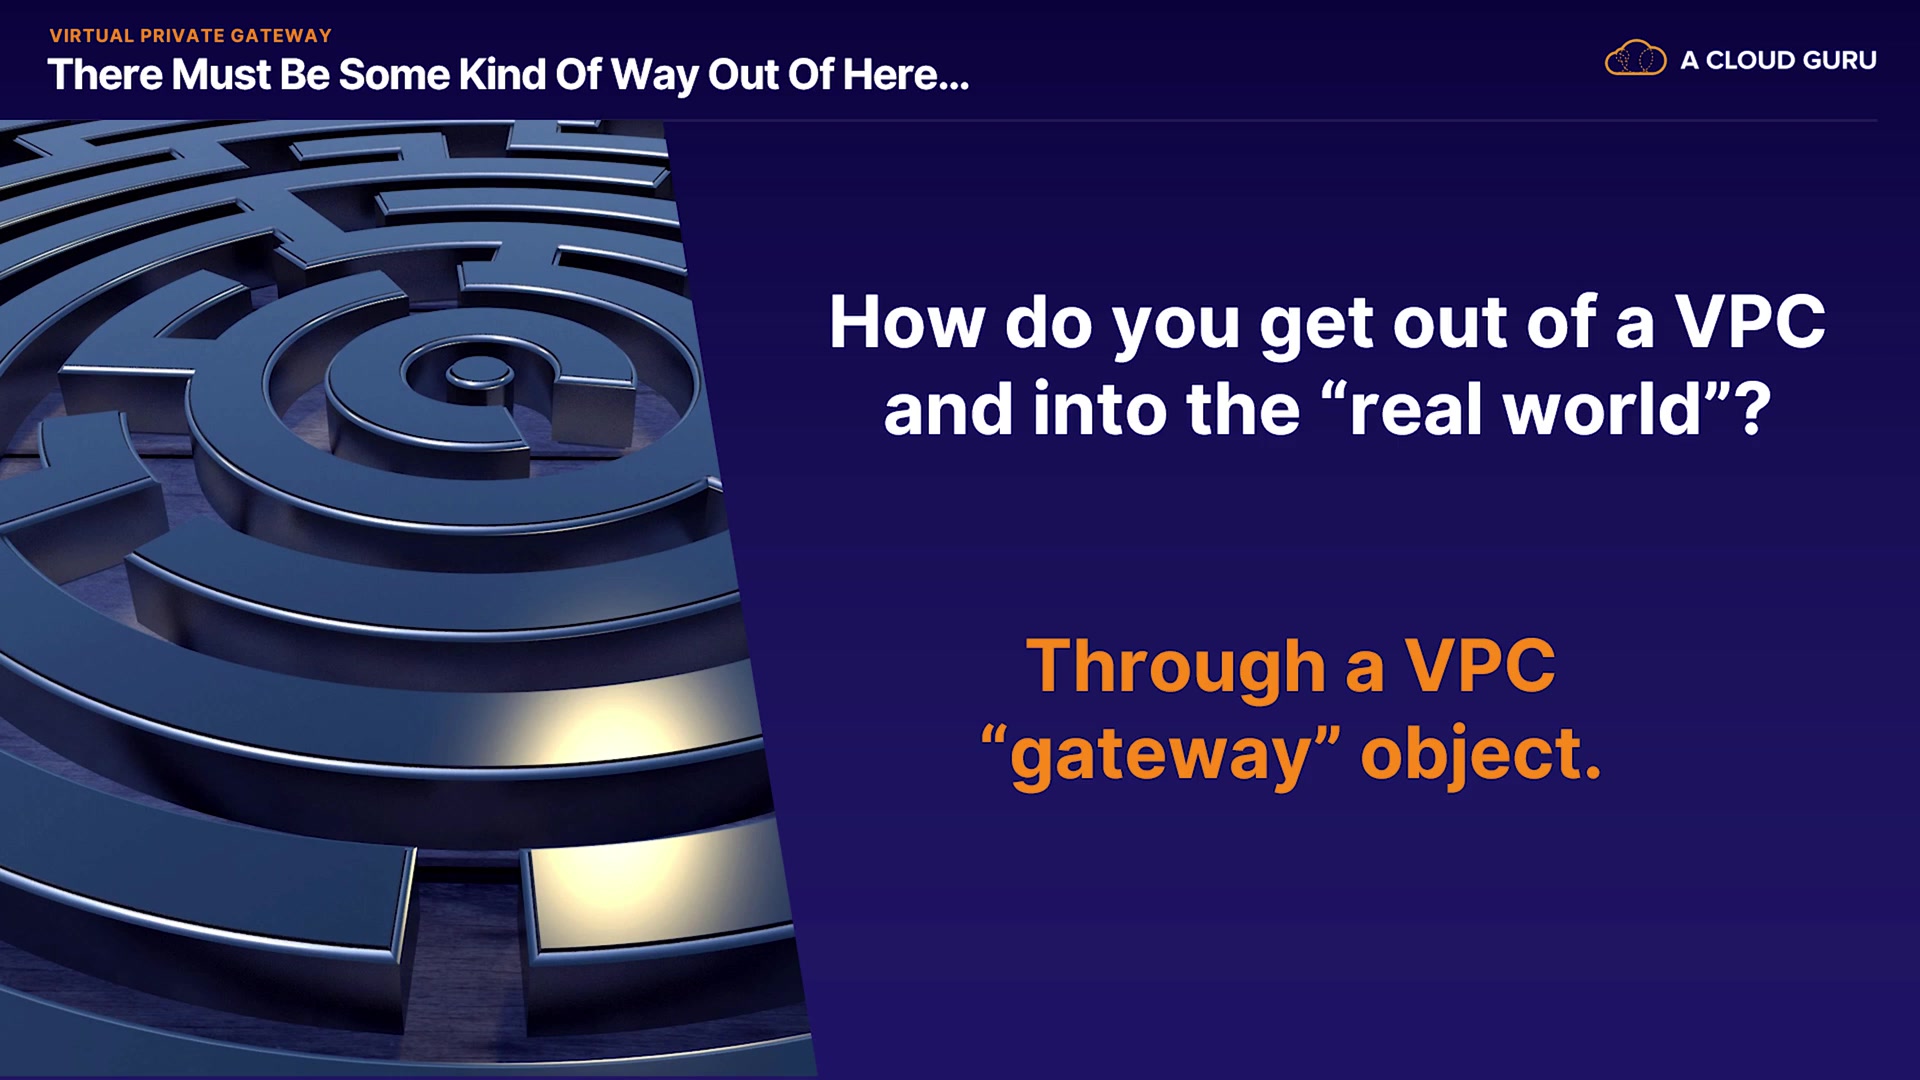 VIRTUAL PRIVATE GATEWAY
There Must Be Some Kind Of Way Out Of Here...
A CLOUD GURU
How do you get out of a VPC
and into the “real world”?
Through a VPC
“gateway” object.